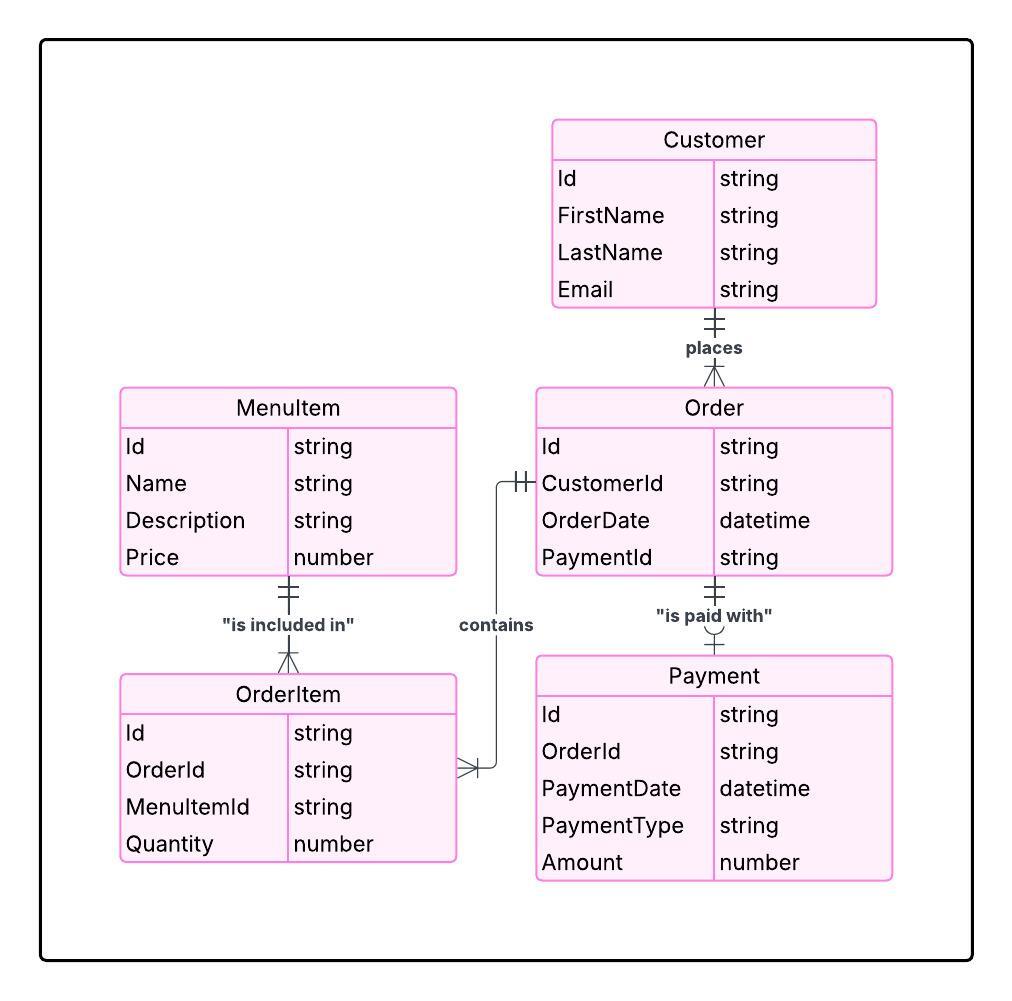 Customer
Id string
FirstName string
LastName string
Email string
places
MenuItem
Id string
Name string
Description string
Price number
Order
Id string
CustomerId string
OrderDate datetime
PaymentId string
"is included in"
contains
"is paid with"
OrderItem
Id string
OrderId string
MenuItemId string
Quantity number
Payment
Id string
OrderId string
PaymentDate datetime
PaymentType string
Amount number